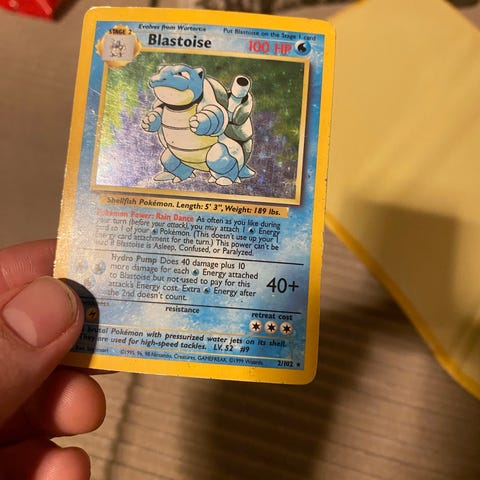 Evolves from Wartortle Put Blastoise on the Stage 1 card
STAGE 2
Blastoise 100 HP
Shellfish Pokémon. Length: 5' 3", Weight: 189 lbs.
Pokémon Power: Rain Dance As often as you like during
your turn (before your attack), you may attach 1 Energy
card to 1 of your Pokémon. (This doesn't use up your 1
Energy card attachment for the turn.) This power can't be
used if Blastoise is Asleep, Confused, or Paralyzed.
Hydro Pump Does 40 damage plus 10
more damage for each Energy attached
to Blastoise but not used to pay for this
attack's Energy cost. Extra Energy after
the 2nd doesn't count.
40+
resistance retreat cost
brutal Pokémon with pressurized water jets on its shell.
They are used for high-speed tackles. LV. 52 #9
©1995, 96, 98 Nintendo, Creatures, GAMEFREAK. ©1999 Wizards. 2/102